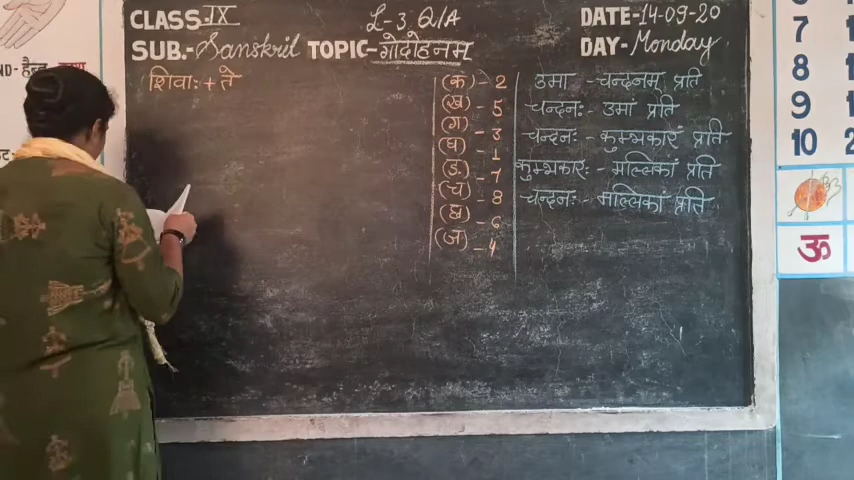 CLASS. IX
L-3 Q/A
DATE-14-09-20
SUB.-Sanskrit TOPIC-गोदोहनम्
DAY-Monday
शिवाः + ते
(क) - 2
(ख) - 5
(ग) - 3
(घ) - 1
(ङ) - 7
(च) - 8
(छ) - 6
(ज) - 4
उमा - चन्दनम् प्रति
चन्दनः - उमां प्रति
चन्दनः - कुम्भकारं प्रति
कुम्भकारः - मल्लिकां प्रति
चन्दनः - मल्लिकां प्रति
ND-हैन्ड
7
8
9
10
ऊ